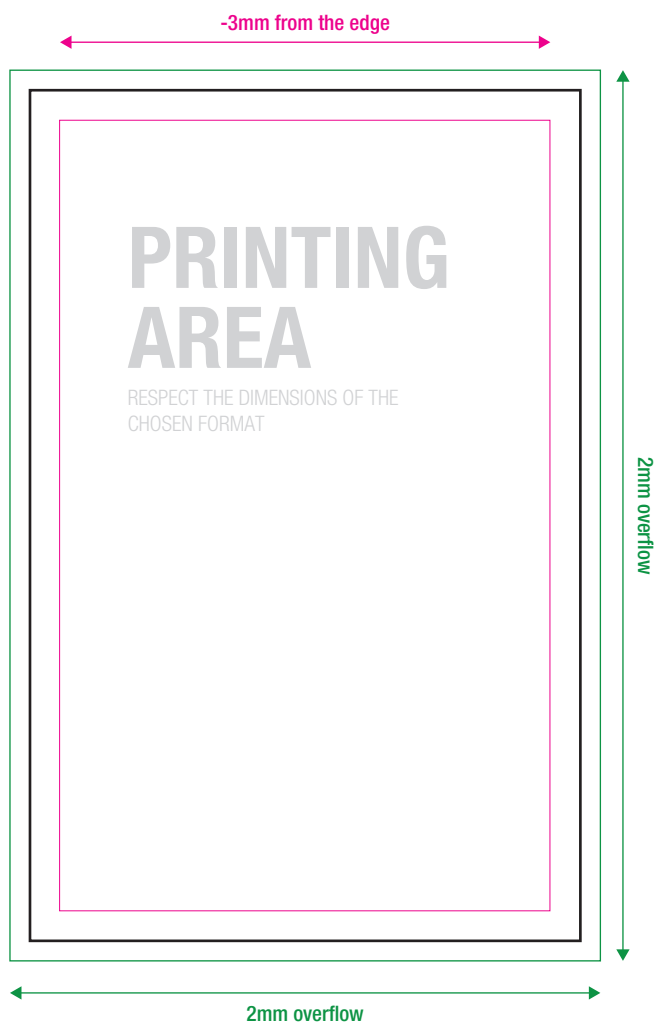 -3mm from the edge
PRINTING
AREA
RESPECT THE DIMENSIONS OF THE
CHOSEN FORMAT
2mm overflow
2mm overflow